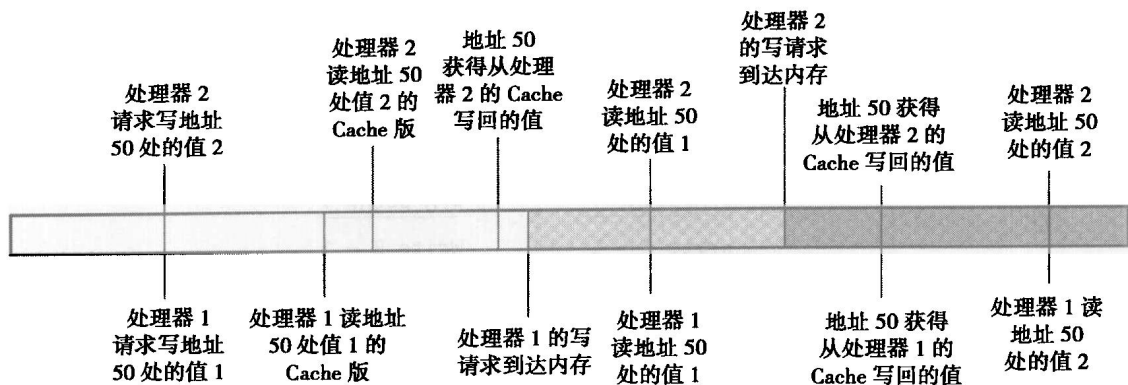 处理器 2
请求写地址
50 处的值 2
处理器 2
读地址 50
处值 2 的
Cache 版
地址 50
获得从处理
器 2 的 Cache
写回的值
处理器 2
读地址 50
处的值 1
处理器 2
的写请求
到达内存
地址 50 获得
从处理器 2 的
Cache 写回的值
处理器 2
读地址 50
处的值 2
处理器 1
请求写地址
50 处的值 1
处理器 1 读地址
50 处值 1 的
Cache 版
处理器 1 的写
请求到达内存
处理器 1
读地址 50
处的值 1
地址 50 获得
从处理器 1 的
Cache 写回的值
处理器 1 读
地址 50
处的值 2